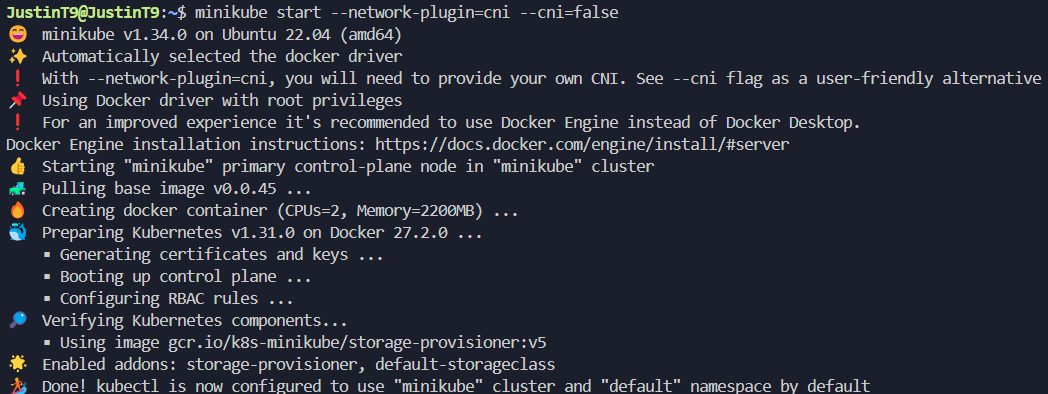 JustinT9@JustinT9:~$ minikube start --network-plugin=cni --cni=false
😄 minikube v1.34.0 on Ubuntu 22.04 (amd64)
✨ Automatically selected the docker driver
❗ With --network-plugin=cni, you will need to provide your own CNI. See --cni flag as a user-friendly alternative
📌 Using Docker driver with root privileges
❗ For an improved experience it's recommended to use Docker Engine instead of Docker Desktop.
Docker Engine installation instructions: https://docs.docker.com/engine/install/#server
👍 Starting "minikube" primary control-plane node in "minikube" cluster
🚜 Pulling base image v0.0.45 ...
🔥 Creating docker container (CPUs=2, Memory=2200MB) ...
🐳 Preparing Kubernetes v1.31.0 on Docker 27.2.0 ...
▪ Generating certificates and keys ...
▪ Booting up control plane ...
▪ Configuring RBAC rules ...
🔎 Verifying Kubernetes components...
▪ Using image gcr.io/k8s-minikube/storage-provisioner:v5
🌟 Enabled addons: storage-provisioner, default-storageclass
🏄 Done! kubectl is now configured to use "minikube" cluster and "default" namespace by default